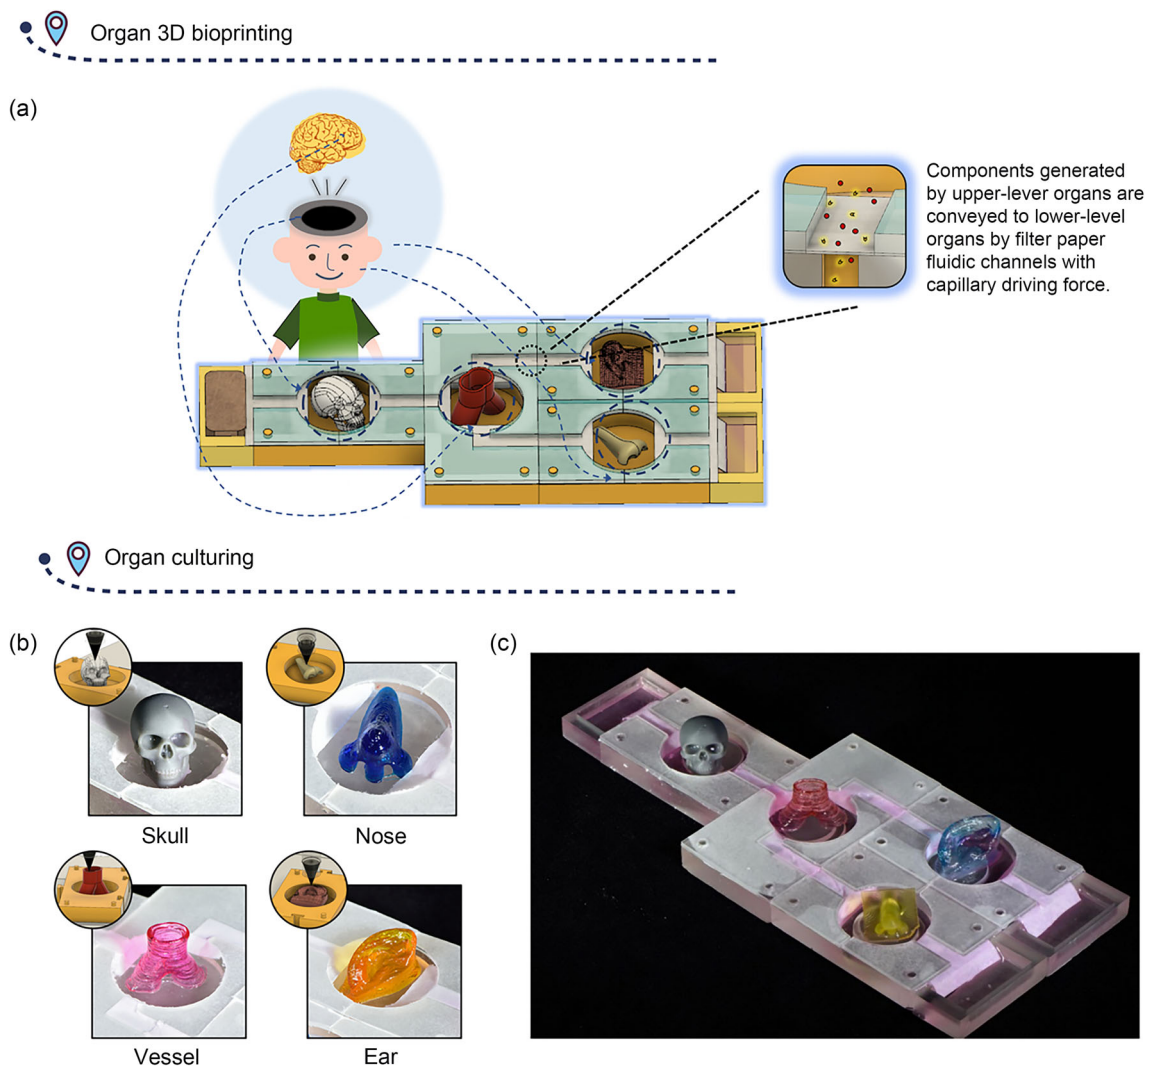 Organ 3D bioprinting
(a)
Components generated
by upper-lever organs are
conveyed to lower-level
organs by filter paper
fluidic channels with
capillary driving force.
Organ culturing
(b)
(c)
Skull
Nose
Vessel
Ear